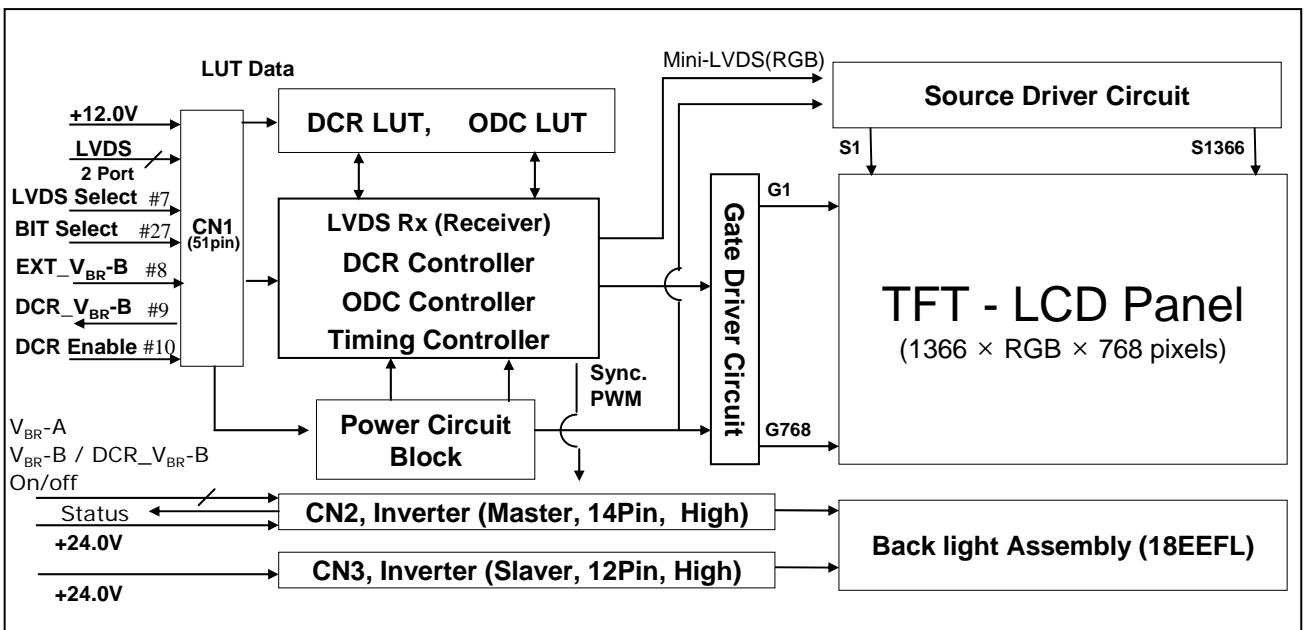 LUT Data
Mini-LVDS(RGB)
+12.0V
LVDS
2 Port
LVDS Select #7
BIT Select #27
EXT_VBR-B #8
DCR_VBR-B #9
DCR Enable #10
CN1
(51pin)
DCR LUT, ODC LUT
LVDS Rx (Receiver)
DCR Controller
ODC Controller
Timing Controller
Sync.
PWM
Power Circuit
Block
Source Driver Circuit
S1 S1366
G1
Gate Driver Circuit
G768
TFT - LCD Panel
(1366 × RGB × 768 pixels)
VBR-A
VBR-B / DCR_VBR-B
On/off
Status
+24.0V
CN2, Inverter (Master, 14Pin, High)
+24.0V
CN3, Inverter (Slaver, 12Pin, High)
Back light Assembly (18EEFL)